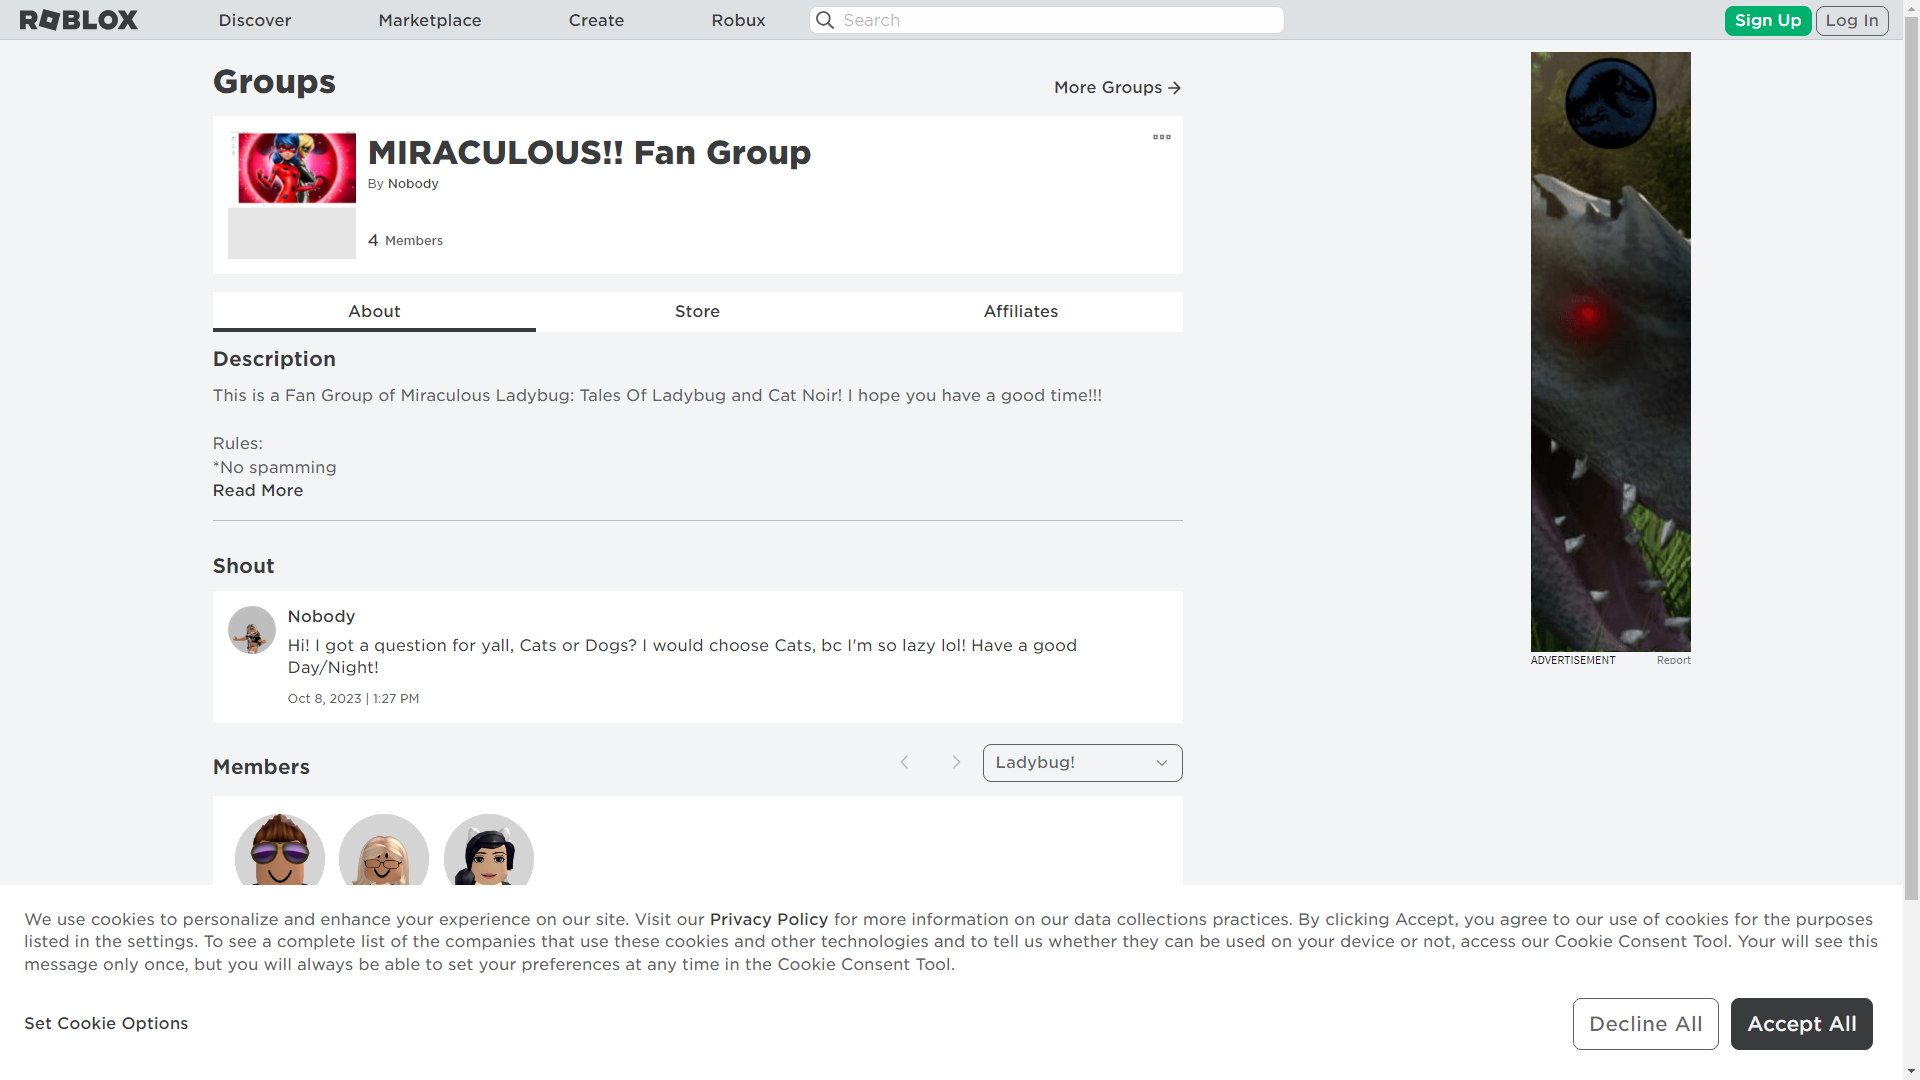 ROBLOX
Discover
Marketplace
Create
Robux
Search
Sign Up
Log In
Groups
More Groups
MIRACULOUS!! Fan Group
By Nobody
4 Members
About
Store
Affiliates
Description
This is a Fan Group of Miraculous Ladybug: Tales Of Ladybug and Cat Noir! I hope you have a good time!!!
Rules:
*No spamming
Read More
Shout
Nobody
Hi! I got a question for yall, Cats or Dogs? I would choose Cats, bc I'm so lazy lol! Have a good
Day/Night!
Oct 8, 2023 | 1:27 PM
Members
Ladybug!
ADVERTISEMENT
Report
We use cookies to personalize and enhance your experience on our site. Visit our Privacy Policy for more information on our data collections practices. By clicking Accept, you agree to our use of cookies for the purposes
listed in the settings. To see a complete list of the companies that use these cookies and other technologies and to tell us whether they can be used on your device or not, access our Cookie Consent Tool. Your will see this
message only once, but you will always be able to set your preferences at any time in the Cookie Consent Tool.
Set Cookie Options
Decline All
Accept All